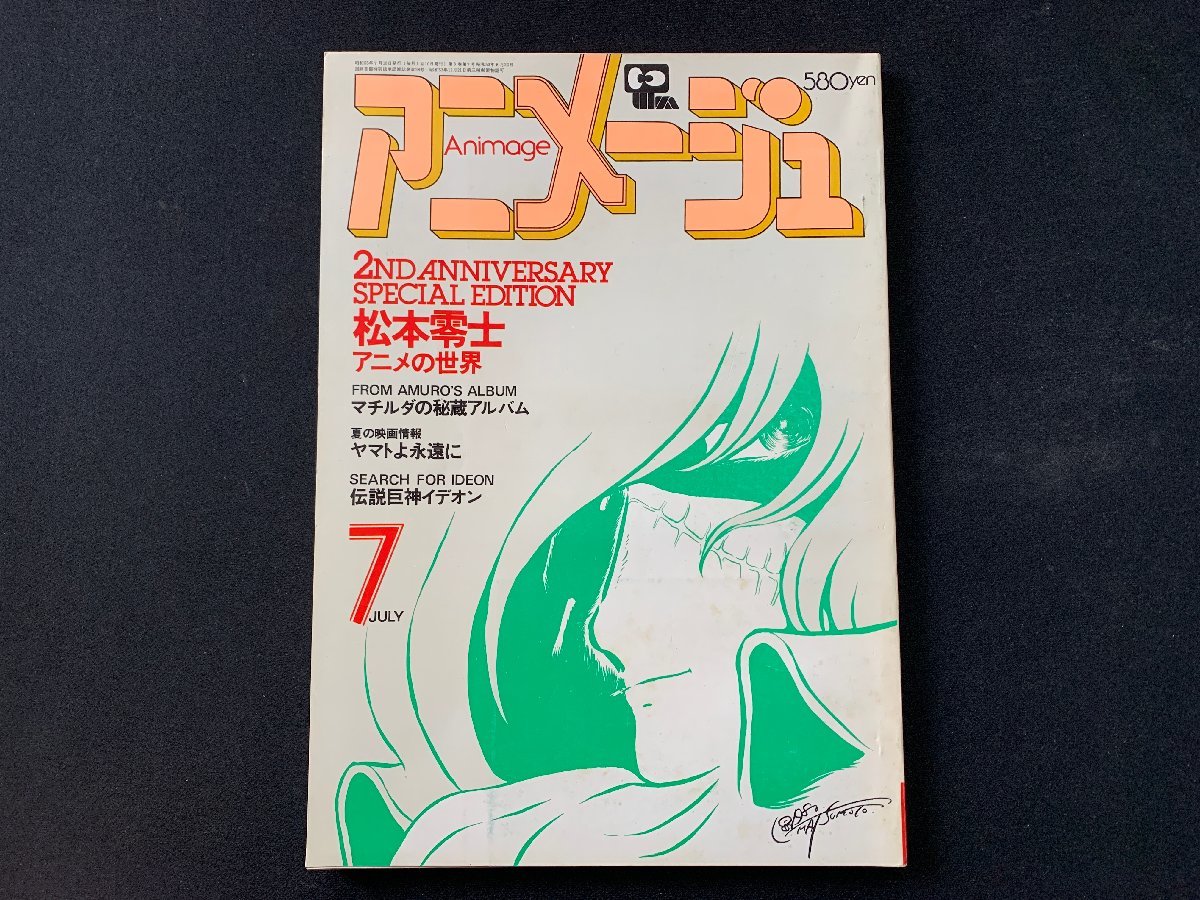 580yen
アニメージュ
Animage
2ND ANNIVERSARY
SPECIAL EDITION
松本零士
アニメの世界
FROM AMURO'S ALBUM
マチルダの秘蔵アルバム
夏の映画情報
ヤマトよ永遠に
SEARCH FOR IDEON
伝説巨神イデオン
7
JULY